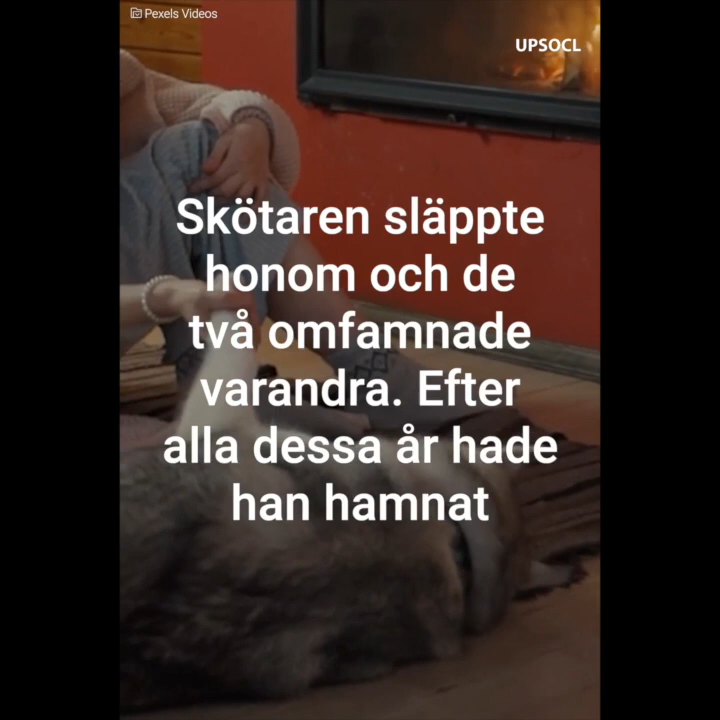 Pexels Videos
UPSOCL
Skötaren släppte
honom och de
två omfamnade
varandra. Efter
alla dessa år hade
han hamnat